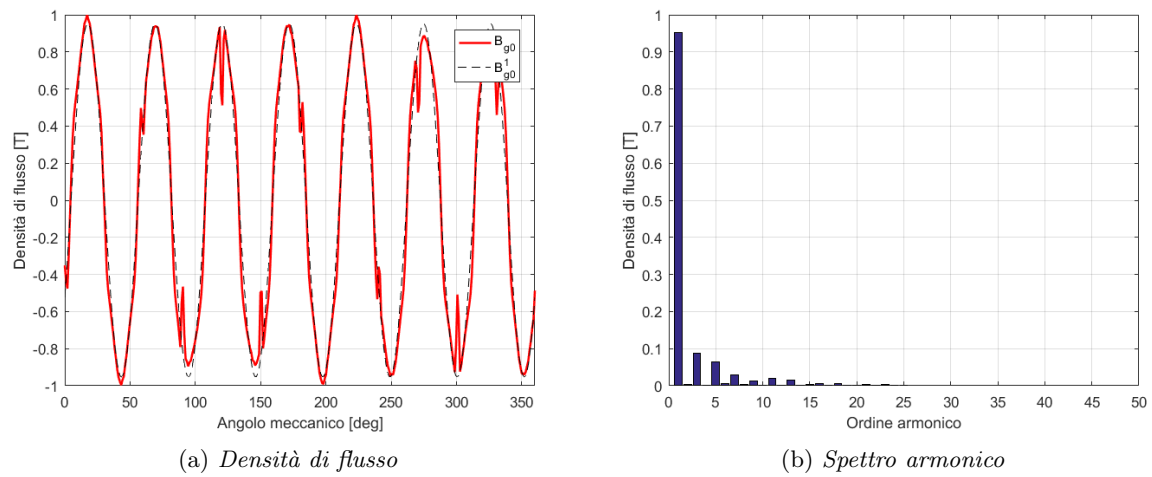 1
0.8
0.6
0.4
0.2
0
-0.2
-0.4
-0.6
-0.8
-1
Densità di flusso [T]
0 50 100 150 200 250 300 350
Angolo meccanico [deg]
B_g0
B^1_g0
(a) Densità di flusso
1
0.9
0.8
0.7
0.6
0.5
0.4
0.3
0.2
0.1
0
Densità di flusso [T]
0 5 10 15 20 25 30 35 40 45 50
Ordine armonico
(b) Spettro armonico